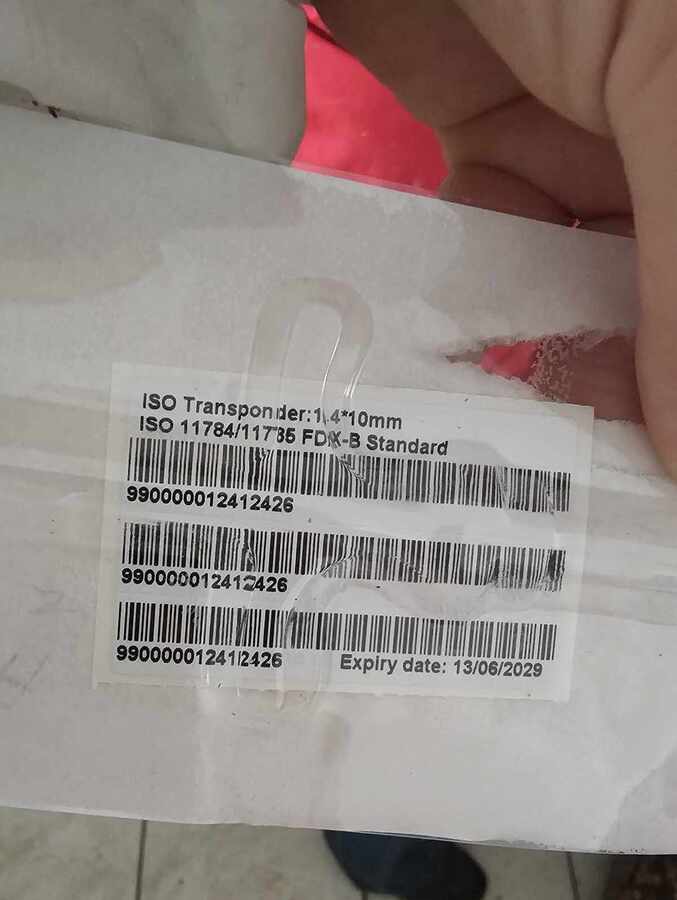 ISO Transponder:1.4*10mm
ISO 11784/11785 FDX-B Standard
990000012412426
990000012412426
990000012412426 Expiry date: 13/06/2029